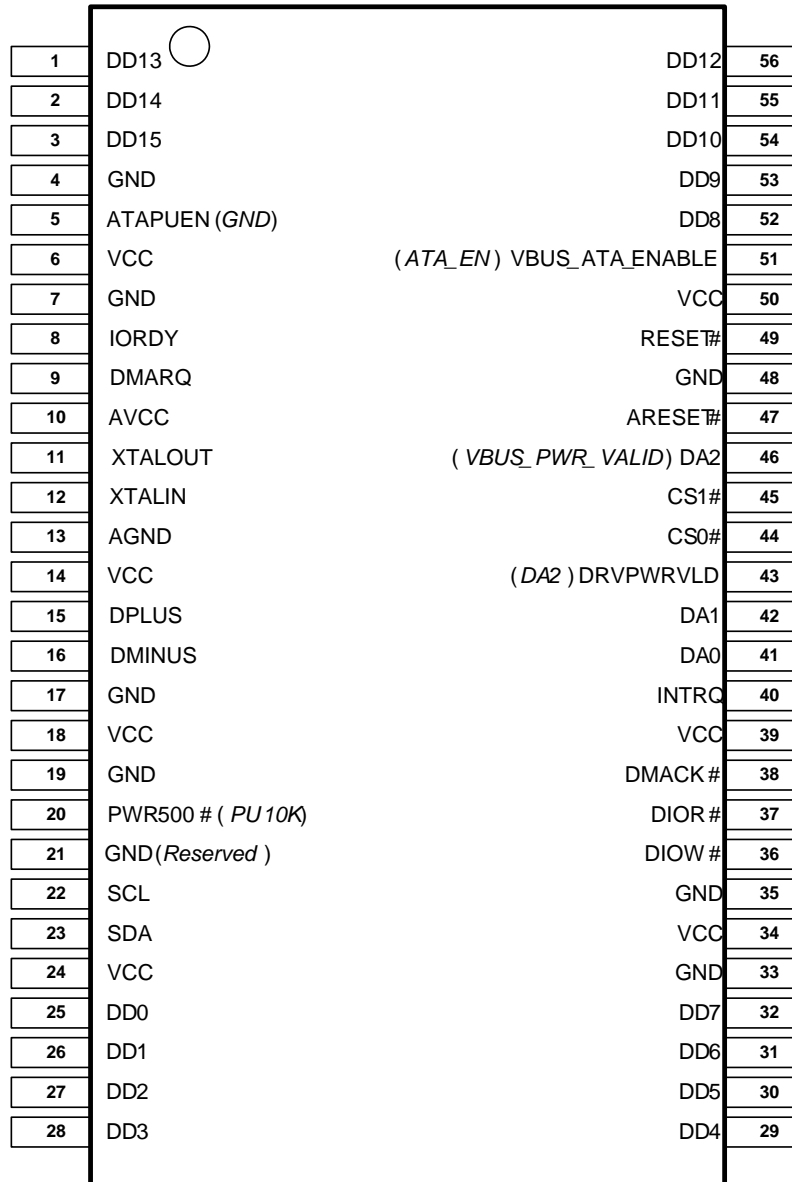 1 DD13 DD12 56
2 DD14 DD11 55
3 DD15 DD10 54
4 GND DD9 53
5 ATAPUEN (GND) DD8 52
6 VCC (ATA_EN) VBUS_ATA_ENABLE 51
7 GND VCC 50
8 IORDY RESET# 49
9 DMARQ GND 48
10 AVCC ARESET# 47
11 XTALOUT (VBUS_PWR_VALID) DA2 46
12 XTALIN CS1# 45
13 AGND CS0# 44
14 VCC (DA2) DRVPWRVLD 43
15 DPLUS DA1 42
16 DMINUS DA0 41
17 GND INTRQ 40
18 VCC VCC 39
19 GND DMACK# 38
20 PWR500# (PU 10K) DIOR# 37
21 GND (Reserved) DIOW# 36
22 SCL GND 35
23 SDA VCC 34
24 VCC GND 33
25 DD0 DD7 32
26 DD1 DD6 31
27 DD2 DD5 30
28 DD3 DD4 29